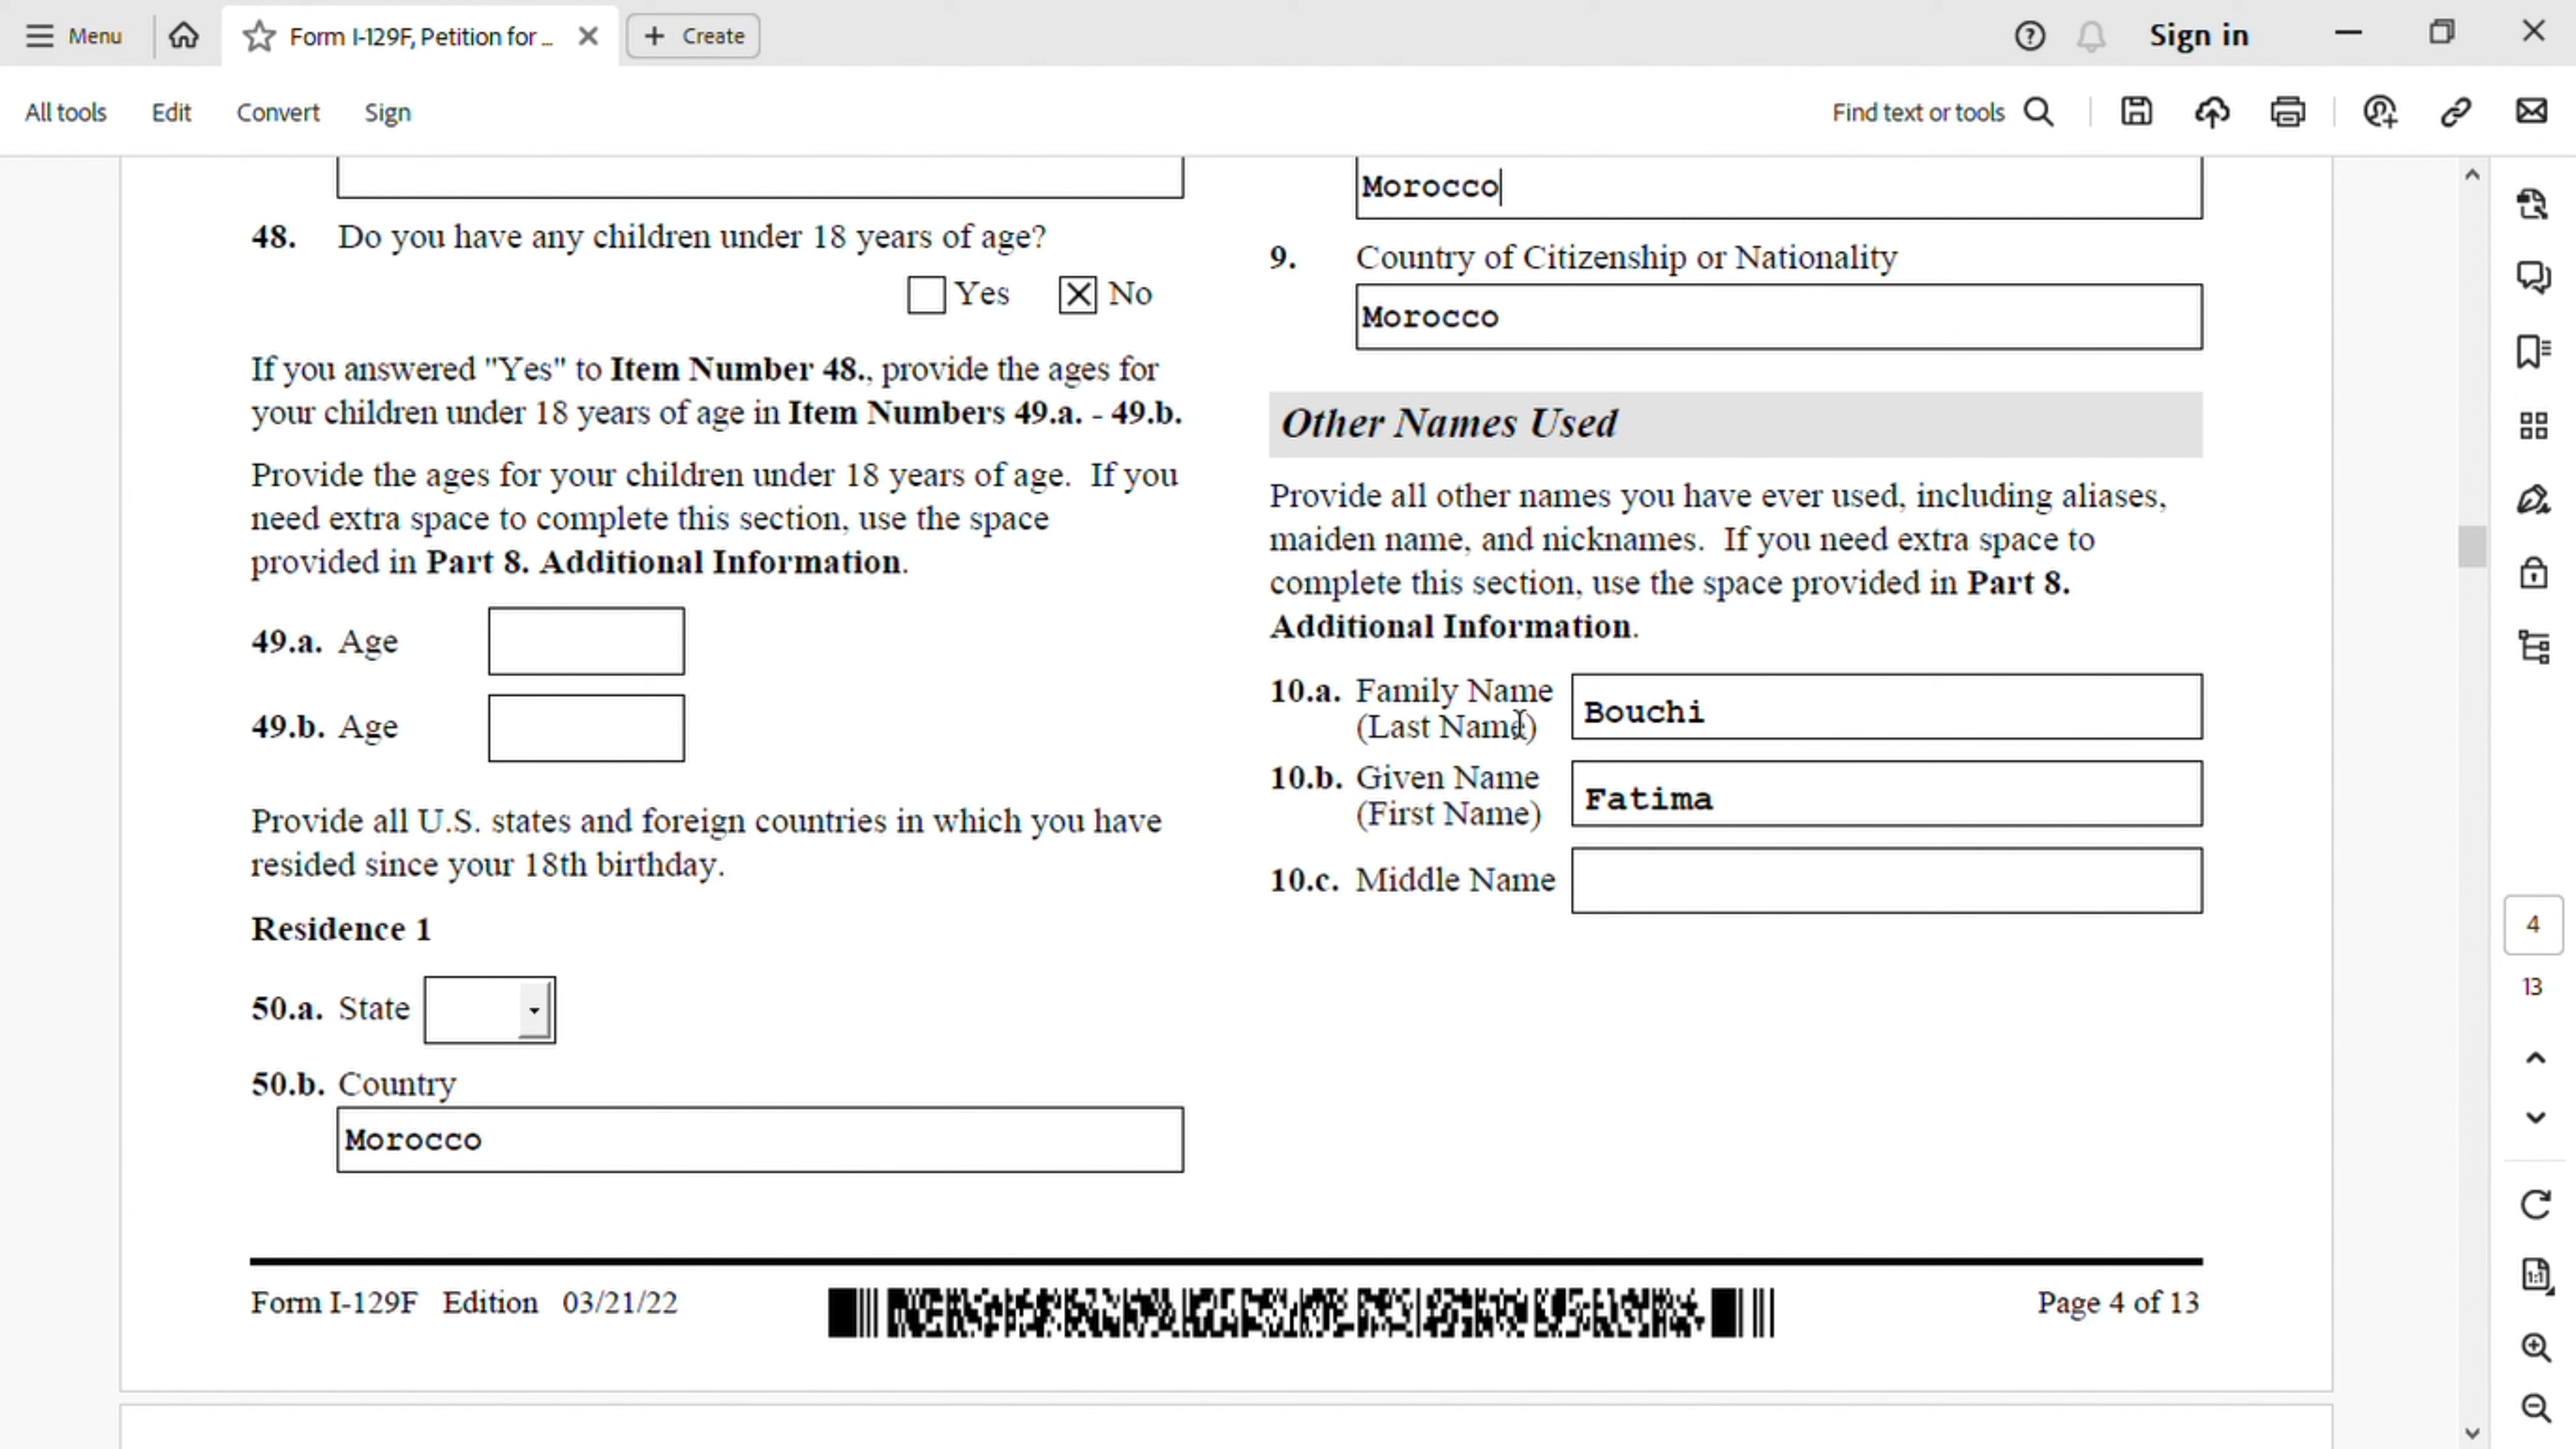 Menu
Form I-129F, Petition for ...
Create
Sign in
All tools
Edit
Convert
Sign
Find text or tools
48. Do you have any children under 18 years of age?
Yes
No
If you answered "Yes" to Item Number 48., provide the ages for
your children under 18 years of age in Item Numbers 49.a. - 49.b.
Provide the ages for your children under 18 years of age. If you
need extra space to complete this section, use the space
provided in Part 8. Additional Information.
49.a. Age
49.b. Age
Provide all U.S. states and foreign countries in which you have
resided since your 18th birthday.
Residence 1
50.a. State
50.b. Country
Morocco
Morocco
9. Country of Citizenship or Nationality
Morocco
Other Names Used
Provide all other names you have ever used, including aliases,
maiden name, and nicknames. If you need extra space to
complete this section, use the space provided in Part 8.
Additional Information.
10.a. Family Name
(Last Name)
Bouchi
10.b. Given Name
(First Name)
Fatima
10.c. Middle Name
Form I-129F Edition 03/21/22
Page 4 of 13
4
13
1:1